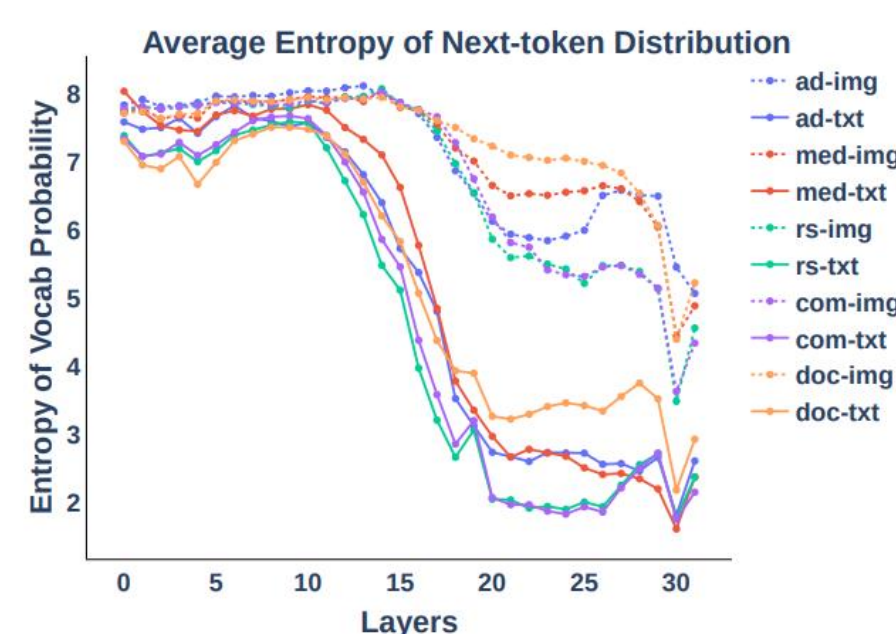 Average Entropy of Next-token Distribution
Entropy of Vocab Probability
8
7
6
5
4
3
2
0 5 10 15 20 25 30
Layers
ad-img
ad-txt
med-img
med-txt
rs-img
rs-txt
com-img
com-txt
doc-img
doc-txt